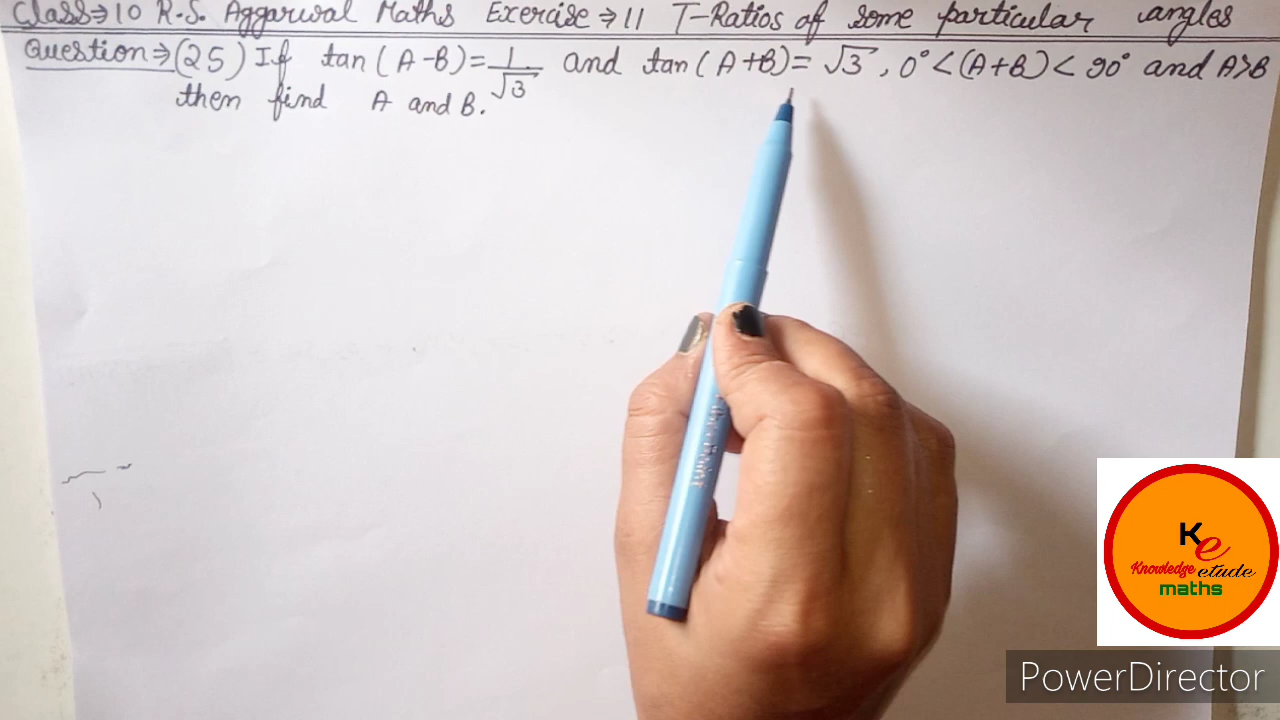 Class⇒10 R.S. Aggarwal Maths Exercise⇒11 T-Ratios of some particular angles
Question⇒(25) If tan(A-B)=1/√3 and tan(A+B)=√3, 0°<(A+B)<90° and A>B
then find A and B.
Ke
Knowledge etude
maths
PowerDirector